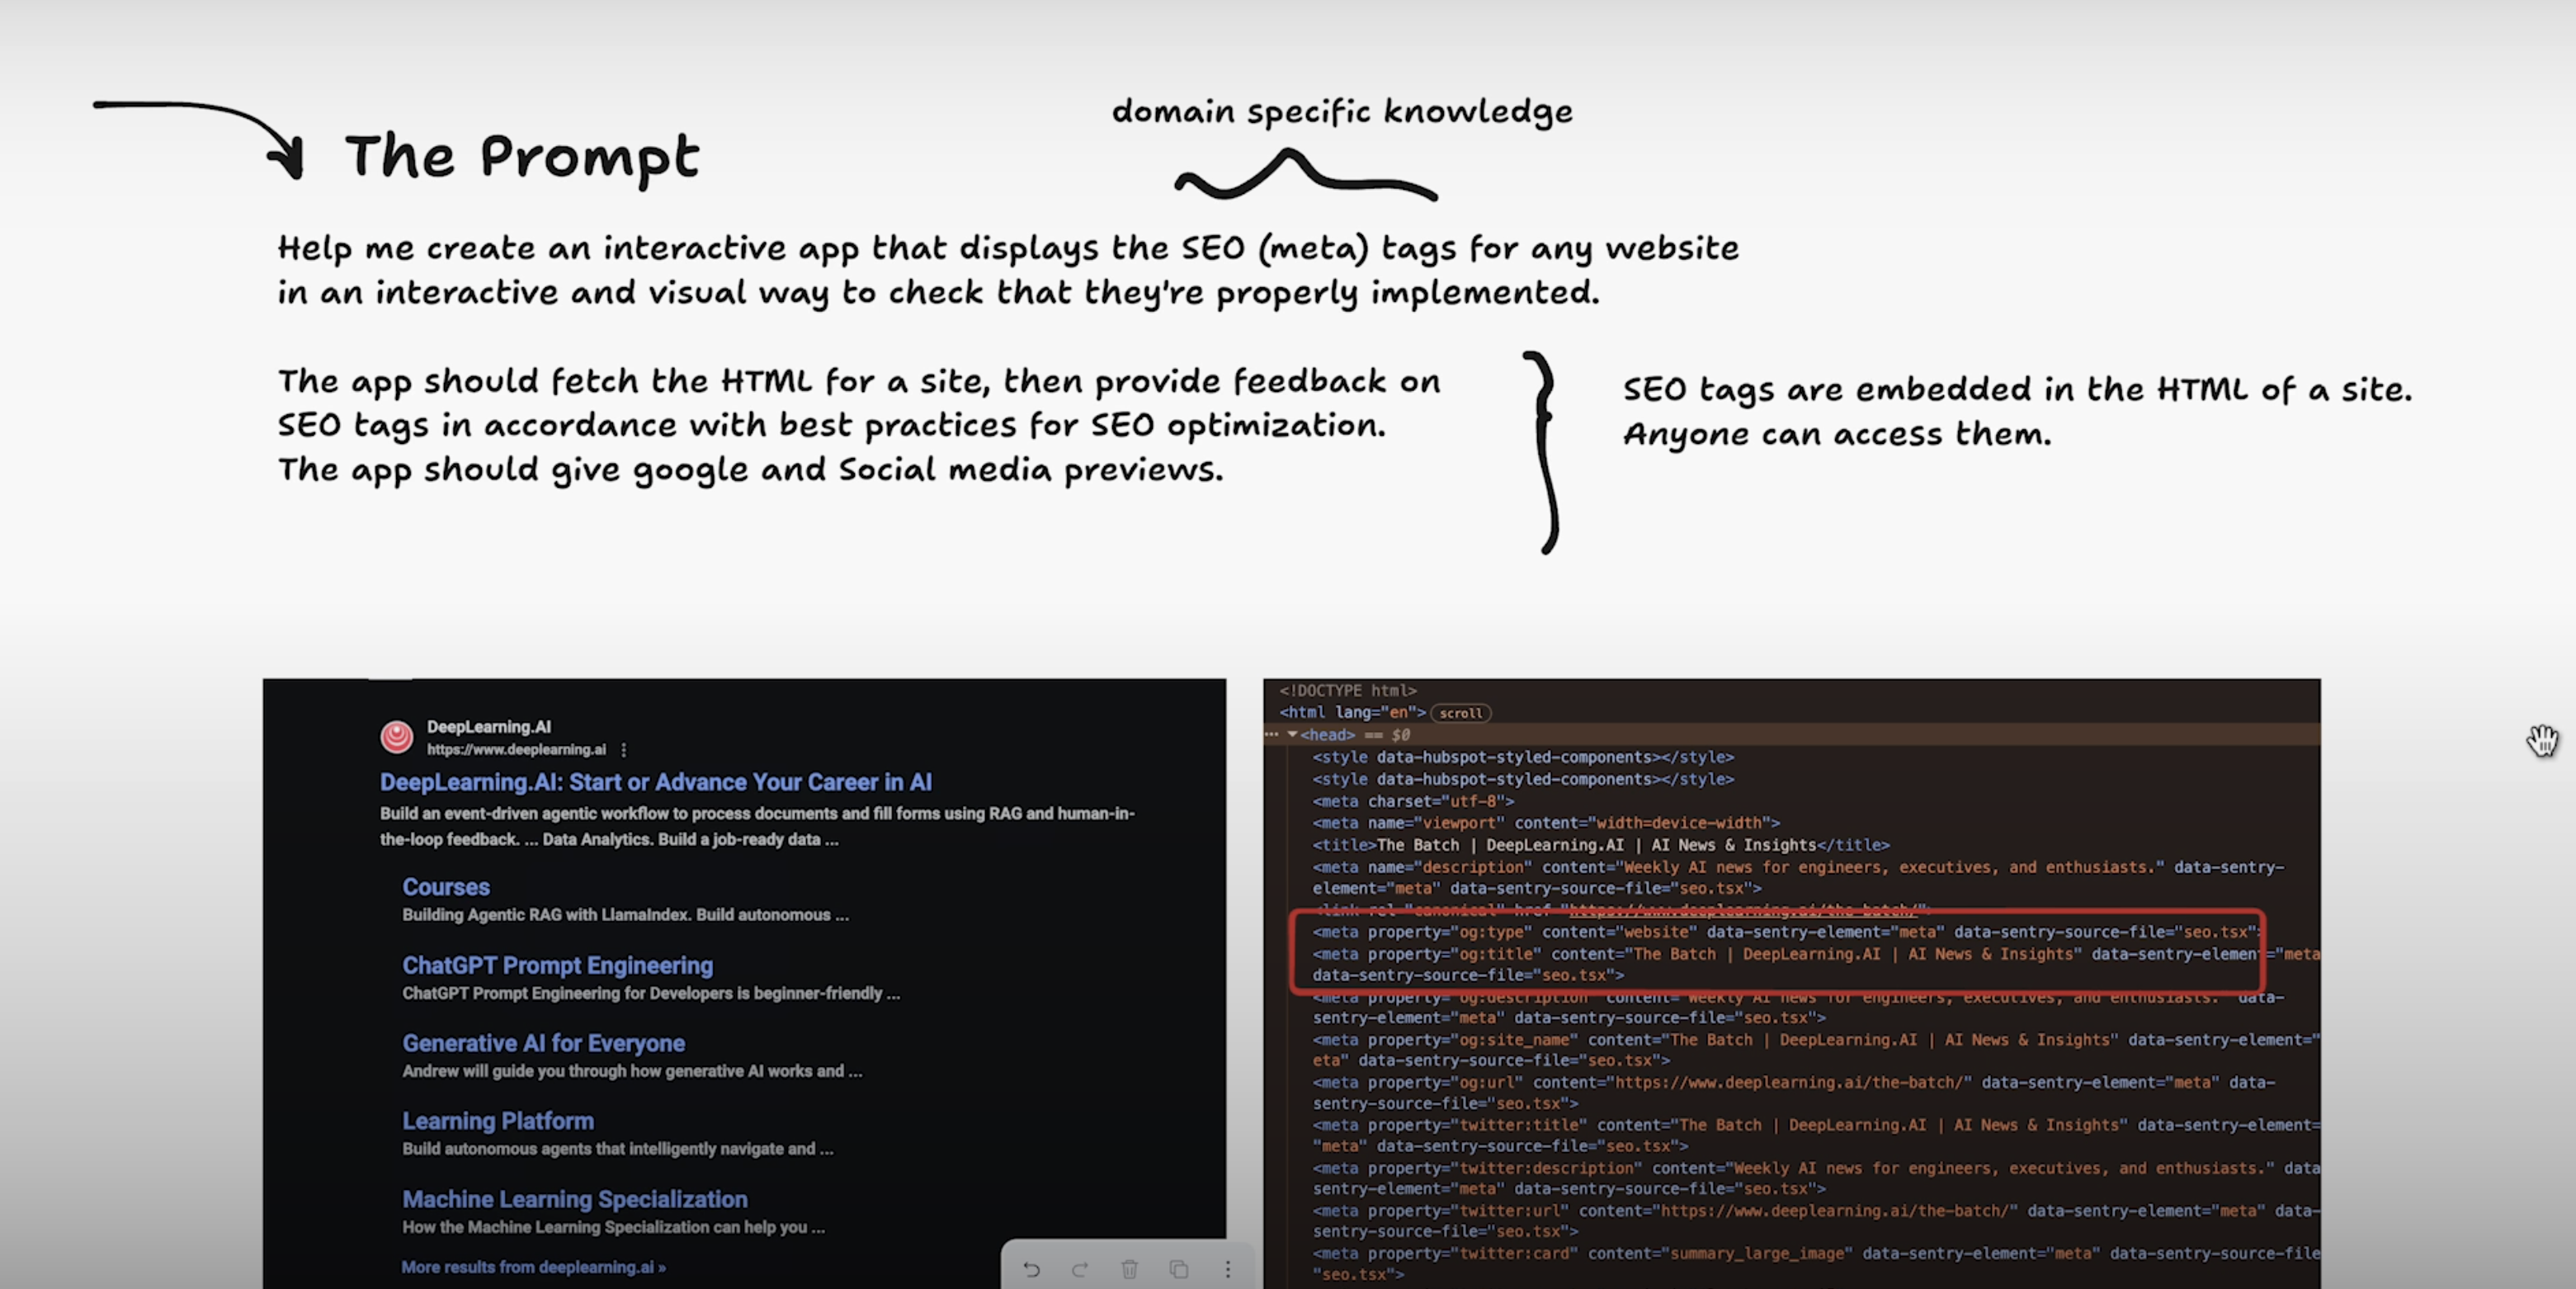 domain specific knowledge
The Prompt
Help me create an interactive app that displays the SEO (meta) tags for any website
in an interactive and visual way to check that they're properly implemented.
The app should fetch the HTML for a site, then provide feedback on
SEO tags in accordance with best practices for SEO optimization.
The app should give google and Social media previews.
SEO tags are embedded in the HTML of a site.
Anyone can access them.
DeepLearning.AI
https://www.deeplearning.ai
DeepLearning.AI: Start or Advance Your Career in AI
Build an event-driven agentic workflow to process documents and fill forms using RAG and human-in-
the-loop feedback. ... Data Analytics. Build a job-ready data ...
Courses
Building Agentic RAG with LlamaIndex. Build autonomous ...
ChatGPT Prompt Engineering
ChatGPT Prompt Engineering for Developers is beginner-friendly ...
Generative AI for Everyone
Andrew will guide you through how generative AI works and ...
Learning Platform
Build autonomous agents that intelligently navigate and ...
Machine Learning Specialization
How the Machine Learning Specialization can help you ...
More results from deeplearning.ai »
<!DOCTYPE html>
<html lang="en"> scroll
... ▼<head> == $0
<style data-hubspot-styled-components></style>
<style data-hubspot-styled-components></style>
<meta charset="utf-8">
<meta name="viewport" content="width=device-width">
<title>The Batch | DeepLearning.AI | AI News & Insights</title>
<meta name="description" content="Weekly AI news for engineers, executives, and enthusiasts." data-sentry-
element="meta" data-sentry-source-file="seo.tsx">
<link rel="canonical" href="https://www.deeplearning.ai/the-batch/">
<meta property="og:type" content="website" data-sentry-element="meta" data-sentry-source-file="seo.tsx">
<meta property="og:title" content="The Batch | DeepLearning.AI | AI News & Insights" data-sentry-element="meta
data-sentry-source-file="seo.tsx">
<meta property="og:description" content="Weekly AI news for engineers, executives, and enthusiasts." data-
sentry-element="meta" data-sentry-source-file="seo.tsx">
<meta property="og:site_name" content="The Batch | DeepLearning.AI | AI News & Insights" data-sentry-element="
eta" data-sentry-source-file="seo.tsx">
<meta property="og:url" content="https://www.deeplearning.ai/the-batch/" data-sentry-element="meta" data-
sentry-source-file="seo.tsx">
<meta property="twitter:title" content="The Batch | DeepLearning.AI | AI News & Insights" data-sentry-element=
"meta" data-sentry-source-file="seo.tsx">
<meta property="twitter:description" content="Weekly AI news for engineers, executives, and enthusiasts." data
sentry-element="meta" data-sentry-source-file="seo.tsx">
<meta property="twitter:url" content="https://www.deeplearning.ai/the-batch/" data-sentry-element="meta" data-
sentry-source-file="seo.tsx">
<meta property="twitter:card" content="summary_large_image" data-sentry-element="meta" data-sentry-source-file
"seo.tsx">